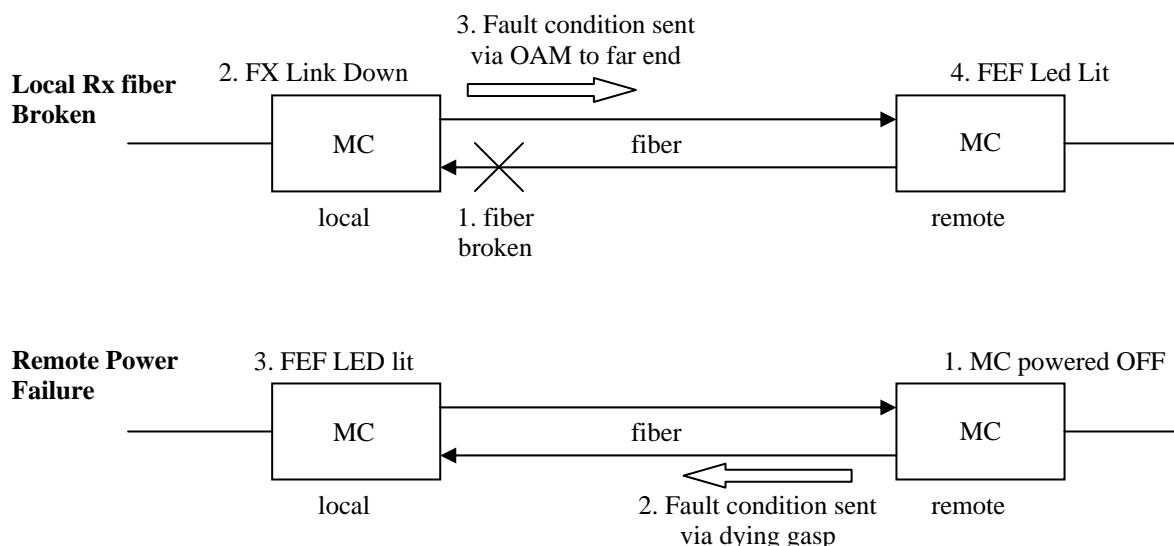 3. Fault condition sent
via OAM to far end
Local Rx fiber
Broken
2. FX Link Down
4. FEF Led Lit
MC
fiber
MC
local
1. fiber
broken
remote
Remote Power
Failure
3. FEF LED lit
1. MC powered OFF
MC
fiber
MC
local
2. Fault condition sent
via dying gasp
remote